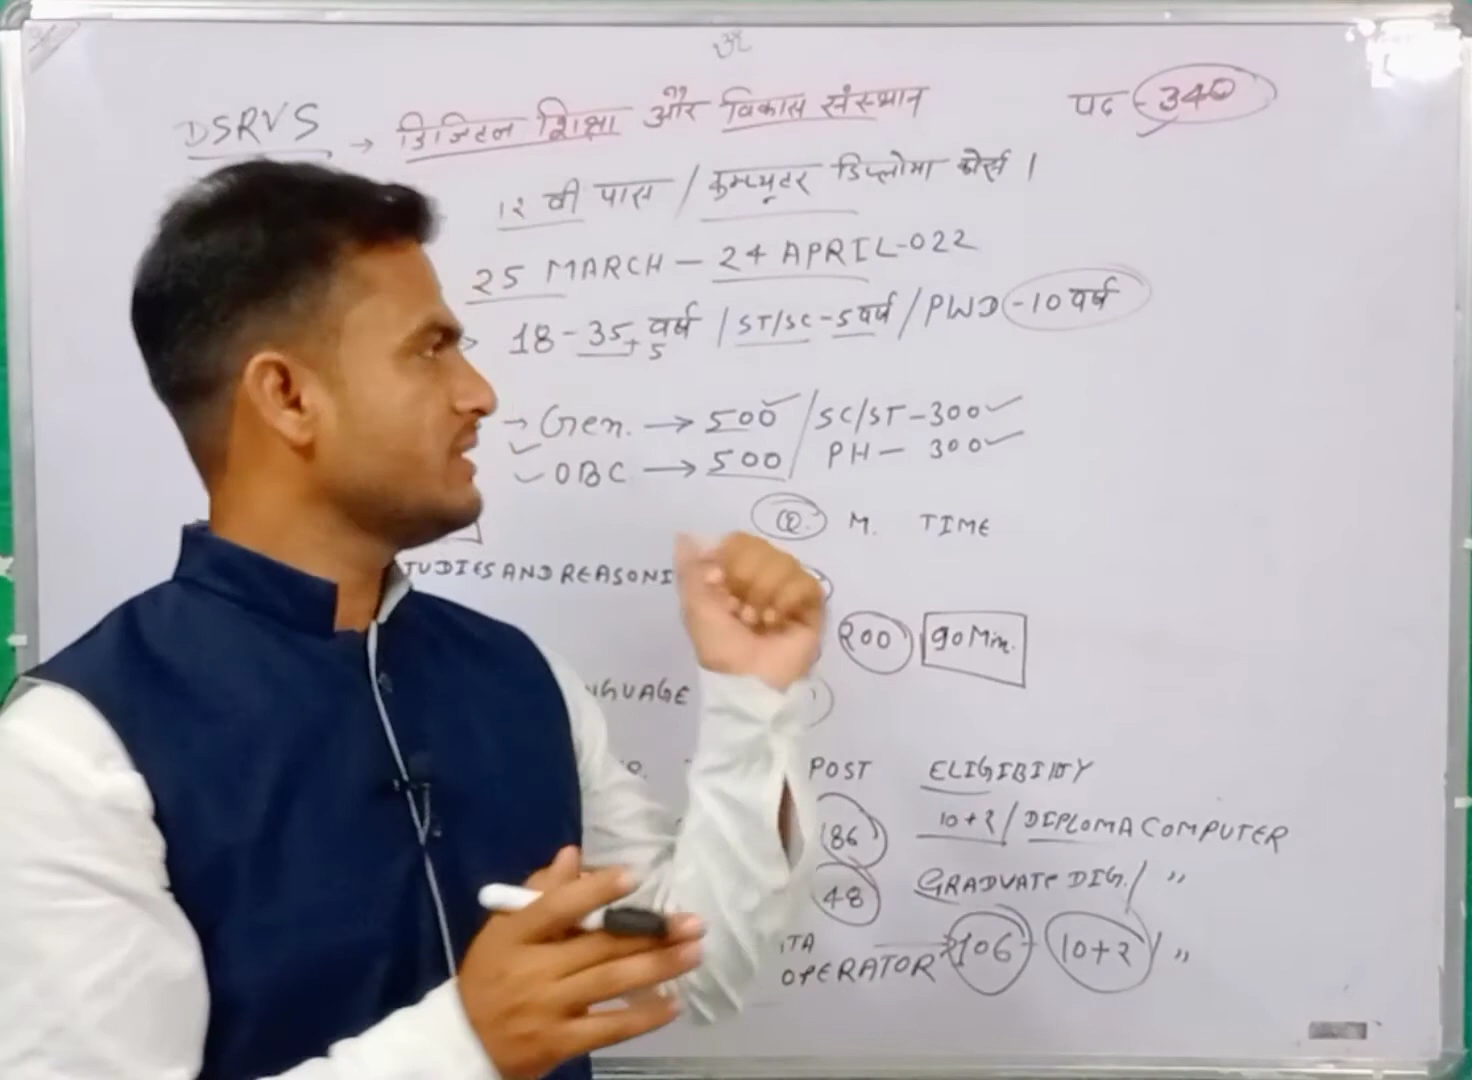 ॐ
DSRVS → डिजिटल शिक्षा और विकास संस्थान पद - 340
12 वी पास / कम्प्यूटर डिप्लोमा कोर्स ।
25 MARCH - 24 APRIL-022
18-35 वर्ष / ST/SC - 5 वर्ष / PWD - 10 वर्ष
+5
→ Gen. → 500 / SC/ST - 300
OBC → 500 / PH - 300
Q. M. TIME
TUDIES AND REASONI
200 90 Min.
NGUAGE
POST ELIGIBILITY
186 10+2 / DIPLOMA COMPUTER
48 GRADUATE DIG. / "
TA
OPERATOR → 106 - 10+2 / "